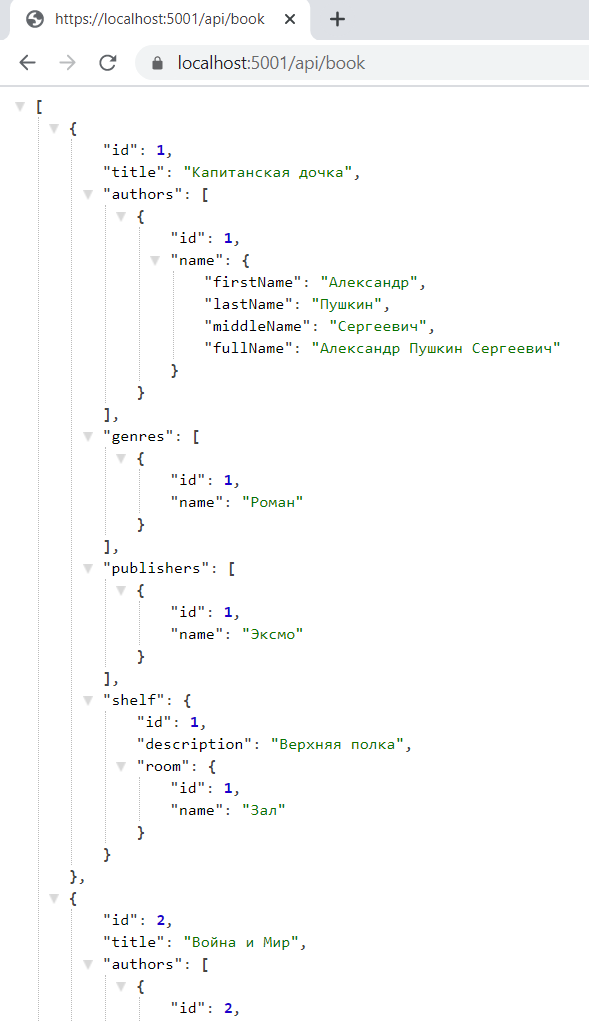 https://localhost:5001/api/book
localhost:5001/api/book
[
{
"id": 1,
"title": "Капитанская дочка",
"authors": [
{
"id": 1,
"name": {
"firstName": "Александр",
"lastName": "Пушкин",
"middleName": "Сергеевич",
"fullName": "Александр Пушкин Сергеевич"
}
}
],
"genres": [
{
"id": 1,
"name": "Роман"
}
],
"publishers": [
{
"id": 1,
"name": "Эксмо"
}
],
"shelf": {
"id": 1,
"description": "Верхняя полка",
"room": {
"id": 1,
"name": "Зал"
}
}
},
{
"id": 2,
"title": "Война и Мир",
"authors": [
{
"id": 2,